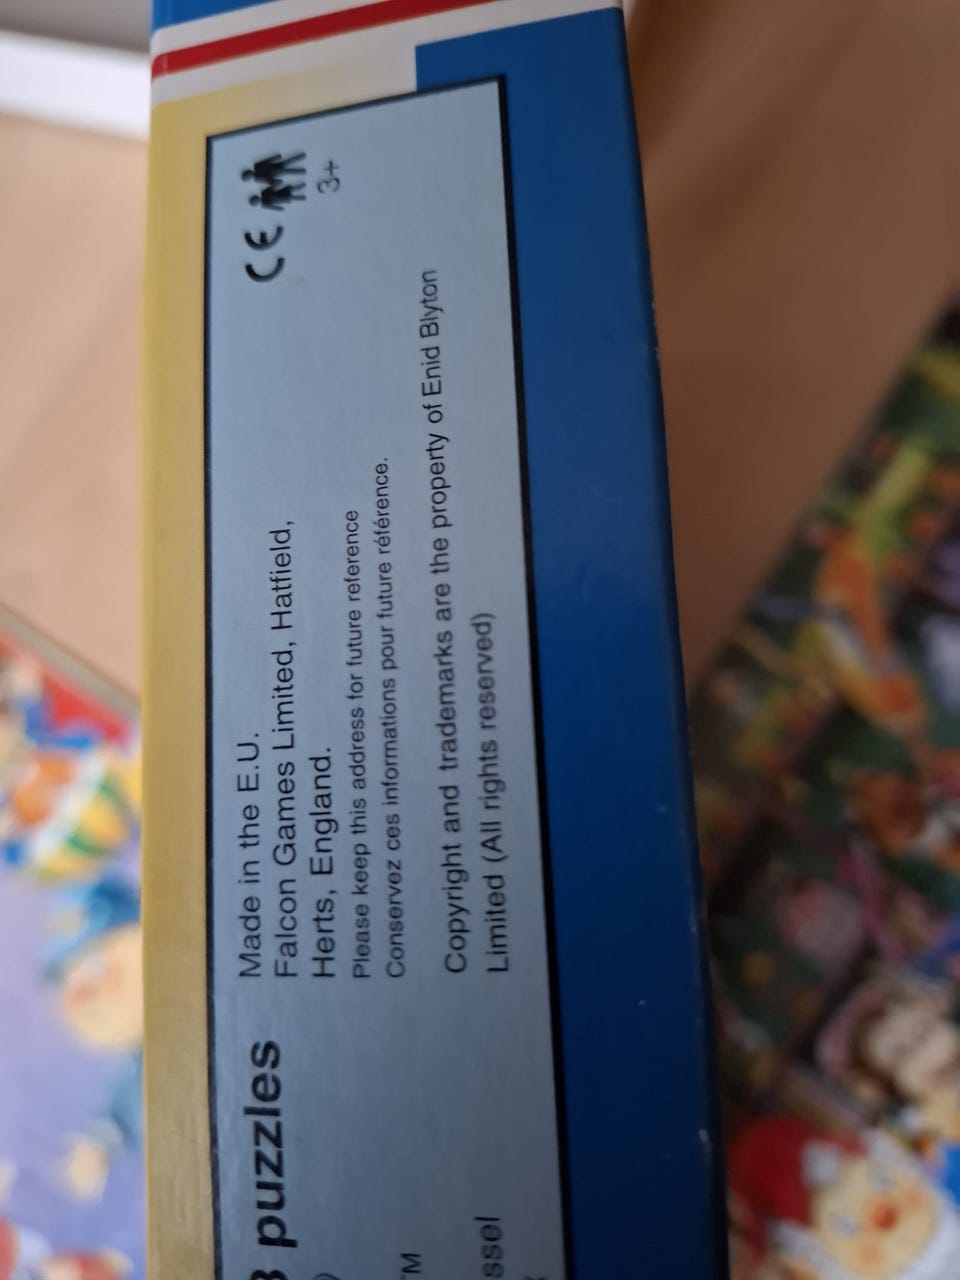 puzzles
TM
Made in the E.U.
Falcon Games Limited, Hatfield,
Herts, England.
Please keep this address for future reference
Conservez ces informations pour future référence.
Copyright and trademarks are the property of Enid Blyton
Limited (All rights reserved)
CE
3+